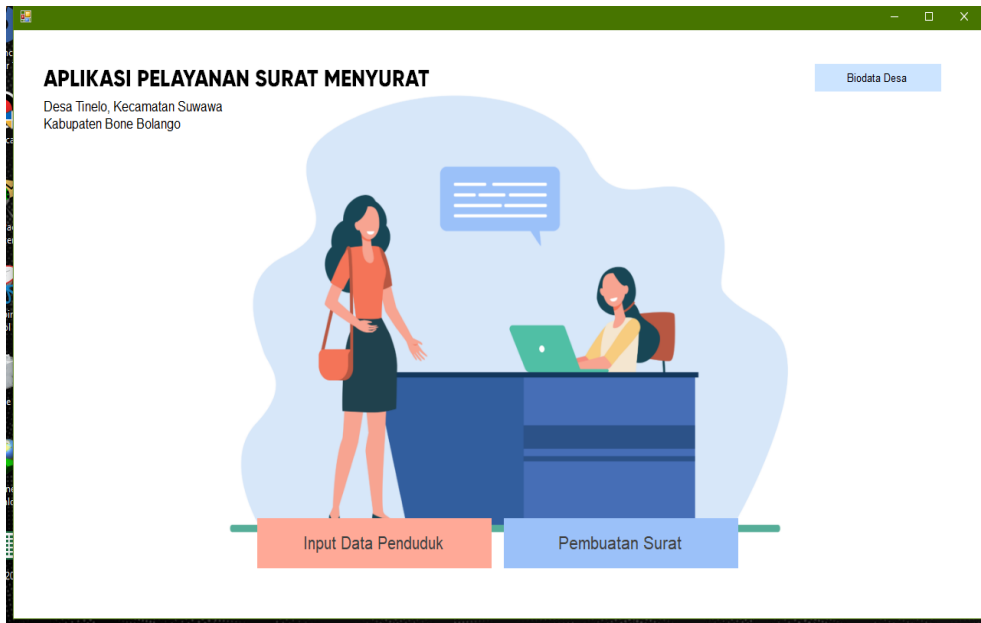 APLIKASI PELAYANAN SURAT MENYURAT
Biodata Desa
Desa Tinelo, Kecamatan Suwawa
Kabupaten Bone Bolango
Input Data Penduduk
Pembuatan Surat